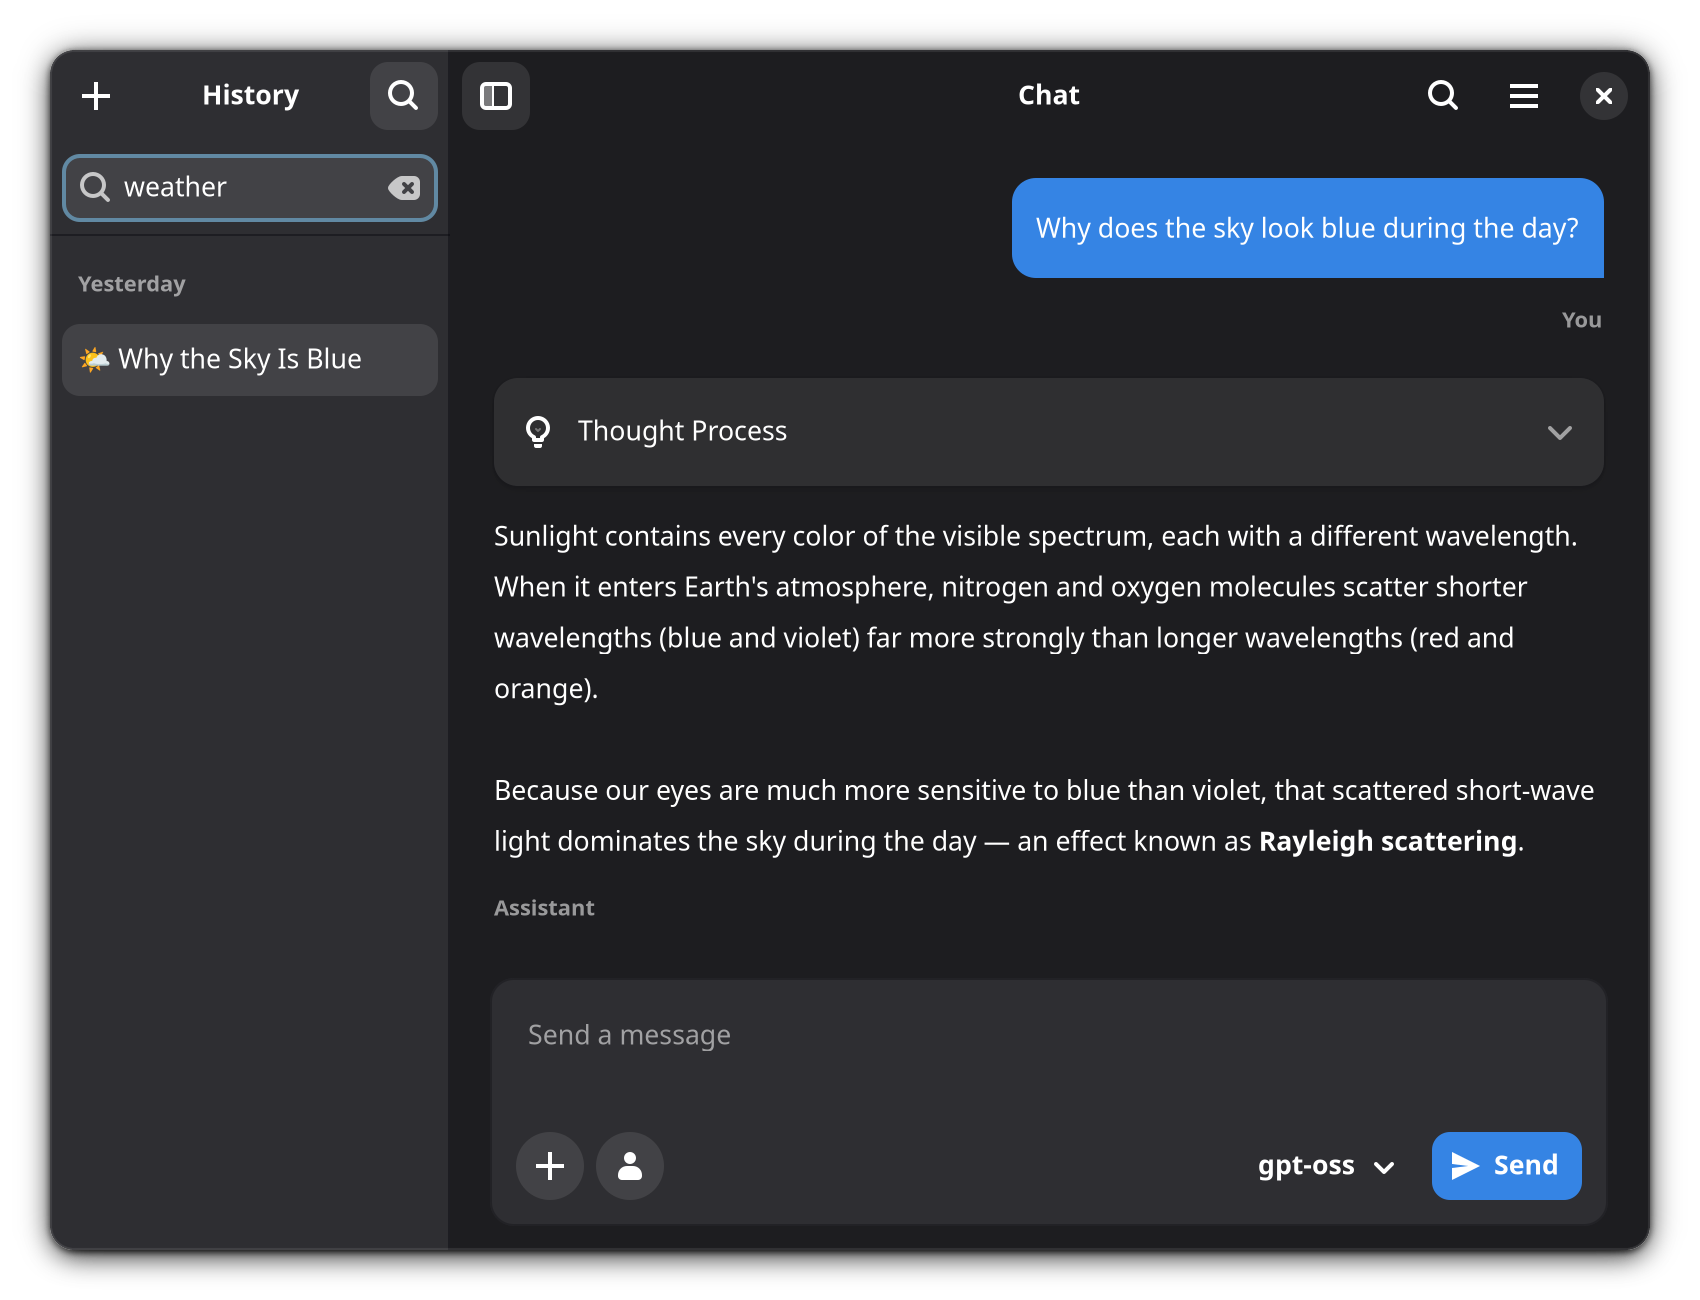 History
weather
Yesterday
🌤️ Why the Sky Is Blue
Chat
Why does the sky look blue during the day?
You
Thought Process
Sunlight contains every color of the visible spectrum, each with a different wavelength.
When it enters Earth's atmosphere, nitrogen and oxygen molecules scatter shorter
wavelengths (blue and violet) far more strongly than longer wavelengths (red and
orange).
Because our eyes are much more sensitive to blue than violet, that scattered short-wave
light dominates the sky during the day — an effect known as Rayleigh scattering.
Assistant
Send a message
gpt-oss
Send